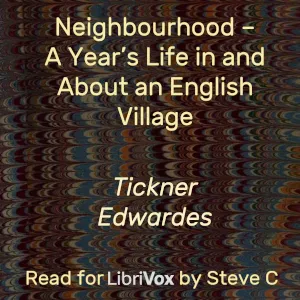 Neighbourhood –
A Year's Life in and
About an English
Village
Tickner
Edwardes
Read for LibriVox by Steve C